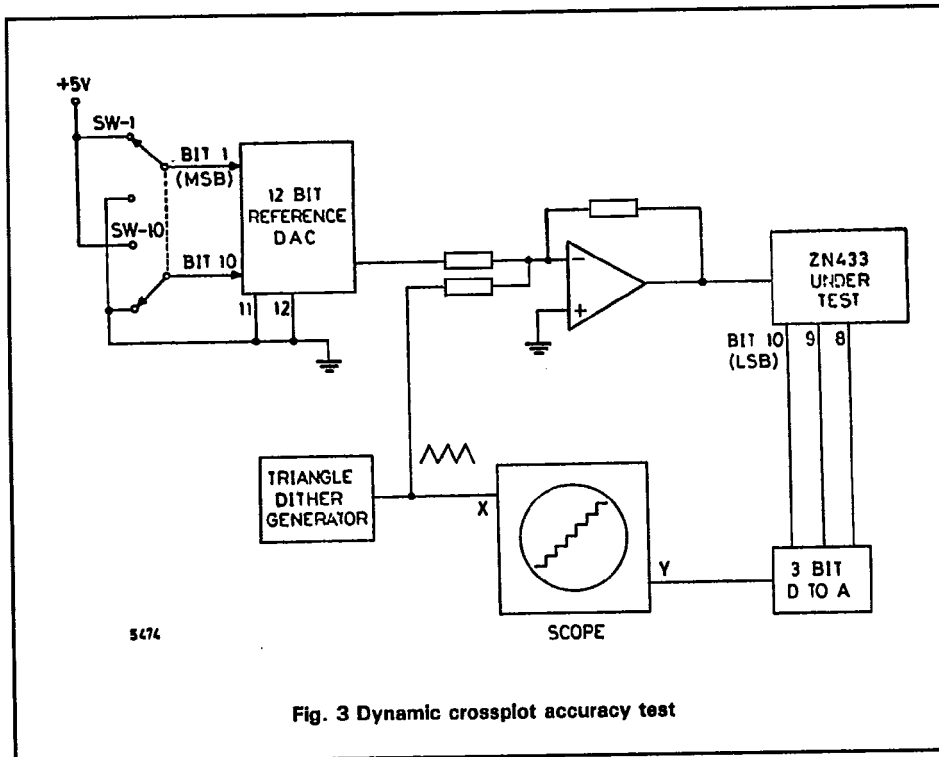 +5V
SW-1
BIT 1
(MSB)
12 BIT
REFERENCE
DAC
SW-10
BIT 10
11 12
ZN433
UNDER
TEST
BIT 10
(LSB)
9
8
TRIANGLE
DITHER
GENERATOR
X
Y
3 BIT
D TO A
SCOPE
5474
Fig. 3 Dynamic crossplot accuracy test